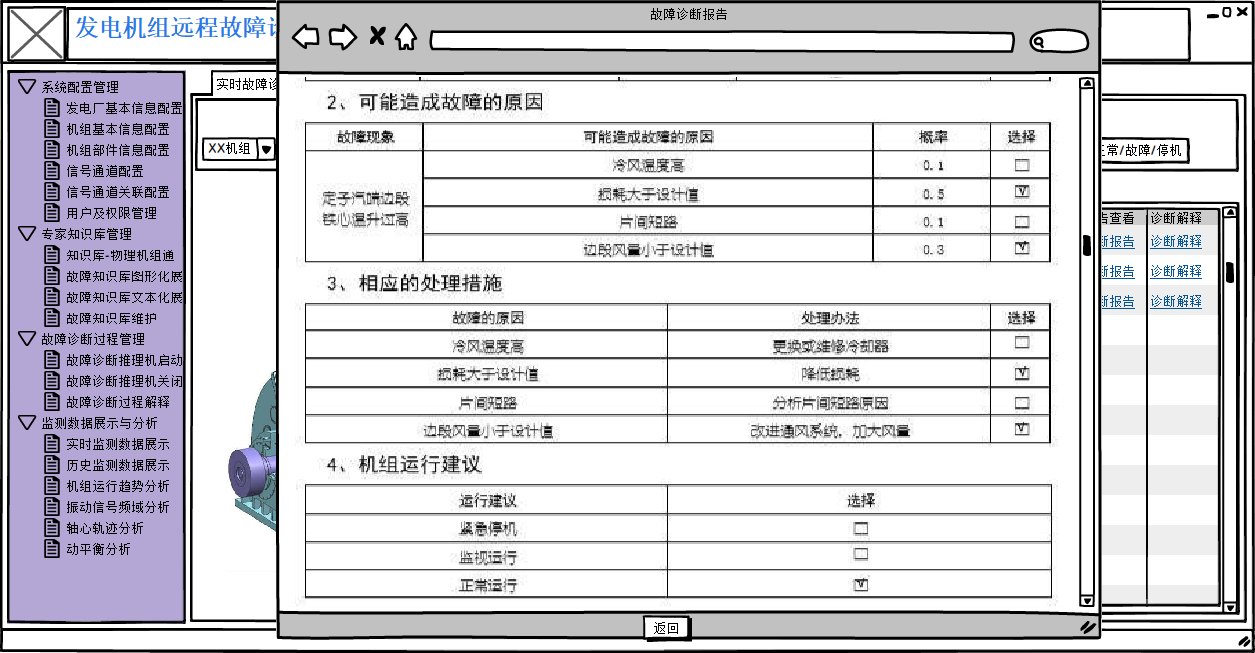 故障诊断报告
发电机组远程故障
系统配置管理
发电厂基本信息配置
机组基本信息配置
机组部件信息配置
信号通道配置
信号通道关联配置
用户及权限管理
专家知识库管理
知识库-物理机组通
故障知识库图形化展
故障知识库文本化展
故障知识库维护
故障诊断过程管理
故障诊断推理机启动
故障诊断推理机关闭
故障诊断过程解释
监测数据展示与分析
实时监测数据展示
历史监测数据展示
机组运行趋势分析
振动信号频域分析
轴心轨迹分析
动平衡分析
实时故障诊
XX机组
2、可能造成故障的原因
故障现象 可能造成故障的原因 概率 选择
定子汽端边段
铁心温升过高
冷风温度高 0.1
损耗大于设计值 0.5
片间短路 0.1
边段风量小于设计值 0.3
3、相应的处理措施
故障的原因 处理办法 选择
冷风温度高 更换或维修冷却器
损耗大于设计值 降低损耗
片间短路 分析片间短路原因
边段风量小于设计值 改进通风系统，加大风量
4、机组运行建议
运行建议 选择
紧急停机
监视运行
正常运行
返回
常/故障/停机
查看 诊断解释
报告 诊断解释
报告 诊断解释
报告 诊断解释